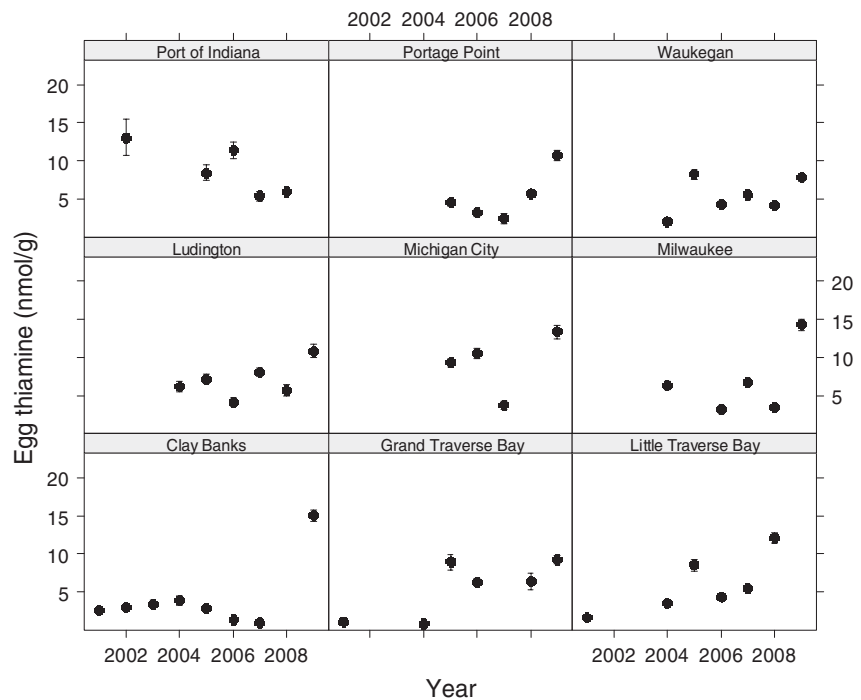 2002 2004 2006 2008
Port of Indiana Portage Point Waukegan
20
15
10
5
Ludington Michigan City Milwaukee
20
15
10
5
Clay Banks Grand Traverse Bay Little Traverse Bay
20
15
10
5
2002 2004 2006 2008 2002 2004 2006 2008
Year
Egg thiamine (nmol/g)